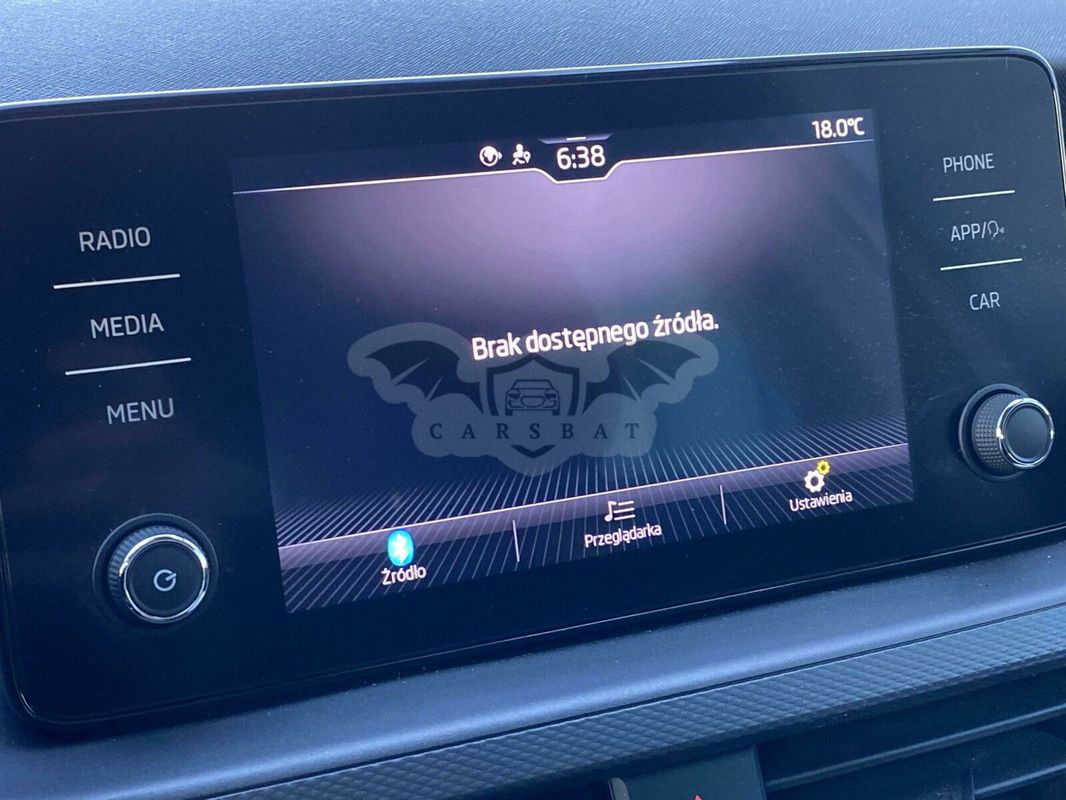 6:38
18.0°C
RADIO
MEDIA
MENU
PHONE
APP/
CAR
Brak dostępnego źródła.
CARSBAT
Źródło
Przeglądarka
Ustawienia